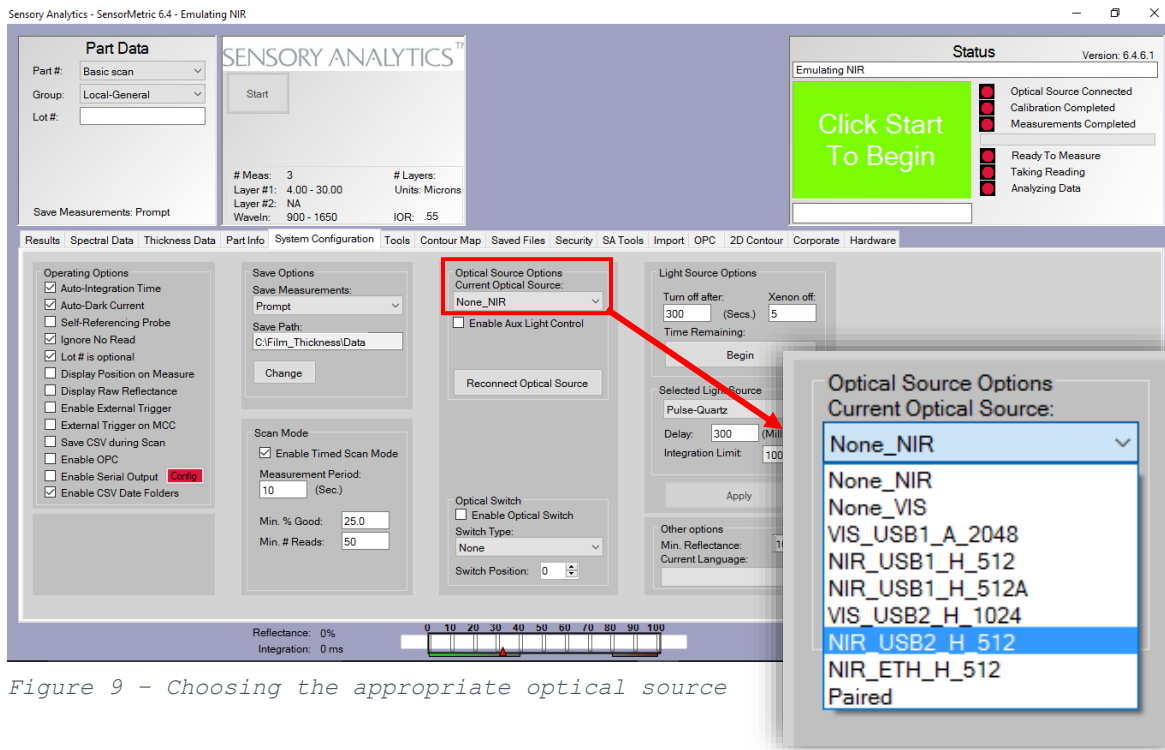 Sensory Analytics - SensorMetric 6.4 - Emulating NIR
Part Data
Part #: Basic scan
Group: Local-General
Lot #:
Save Measurements: Prompt
SENSORY ANALYTICS™
Start
# Meas: 3 # Layers:
Layer #1: 4.00 - 30.00 Units: Microns
Layer #2: NA
Waveln: 900 - 1650 IOR: .55
Status Version: 6.4.6.1
Emulating NIR
Click Start
To Begin
Optical Source Connected
Calibration Completed
Measurements Completed
Ready To Measure
Taking Reading
Analyzing Data
Results Spectral Data Thickness Data Part Info System Configuration Tools Contour Map Saved Files Security SA Tools Import OPC 2D Contour Corporate Hardware
Operating Options
Auto-Integration Time
Auto-Dark Current
Self-Referencing Probe
Ignore No Read
Lot # is optional
Display Position on Measure
Display Raw Reflectance
Enable External Trigger
External Trigger on MCC
Save CSV during Scan
Enable OPC
Enable Serial Output Config
Enable CSV Date Folders
Save Options
Save Measurements:
Prompt
Save Path:
C:\Film_Thickness\Data
Change
Scan Mode
Enable Timed Scan Mode
Measurement Period:
10 (Sec.)
Min. % Good: 25.0
Min. # Reads: 50
Optical Source Options
Current Optical Source:
None_NIR
Enable Aux Light Control
Reconnect Optical Source
Optical Switch
Enable Optical Switch
Switch Type:
None
Switch Position: 0
Light Source Options
Turn off after: Xenon off:
300 (Secs.) 5
Time Remaining:
Begin
Selected Light Source
Pulse-Quartz
Delay: 300 (Mill
Integration Limit: 100
Apply
Other options
Min. Reflectance:
Current Language:
Optical Source Options
Current Optical Source:
None_NIR
None_NIR
None_VIS
VIS_USB1_A_2048
NIR_USB1_H_512
NIR_USB1_H_512A
VIS_USB2_H_1024
NIR_USB2_H_512
NIR_ETH_H_512
Paired
Reflectance: 0%
Integration: 0 ms
0 10 20 30 40 50 60 70 80 90 100
Figure 9 – Choosing the appropriate optical source